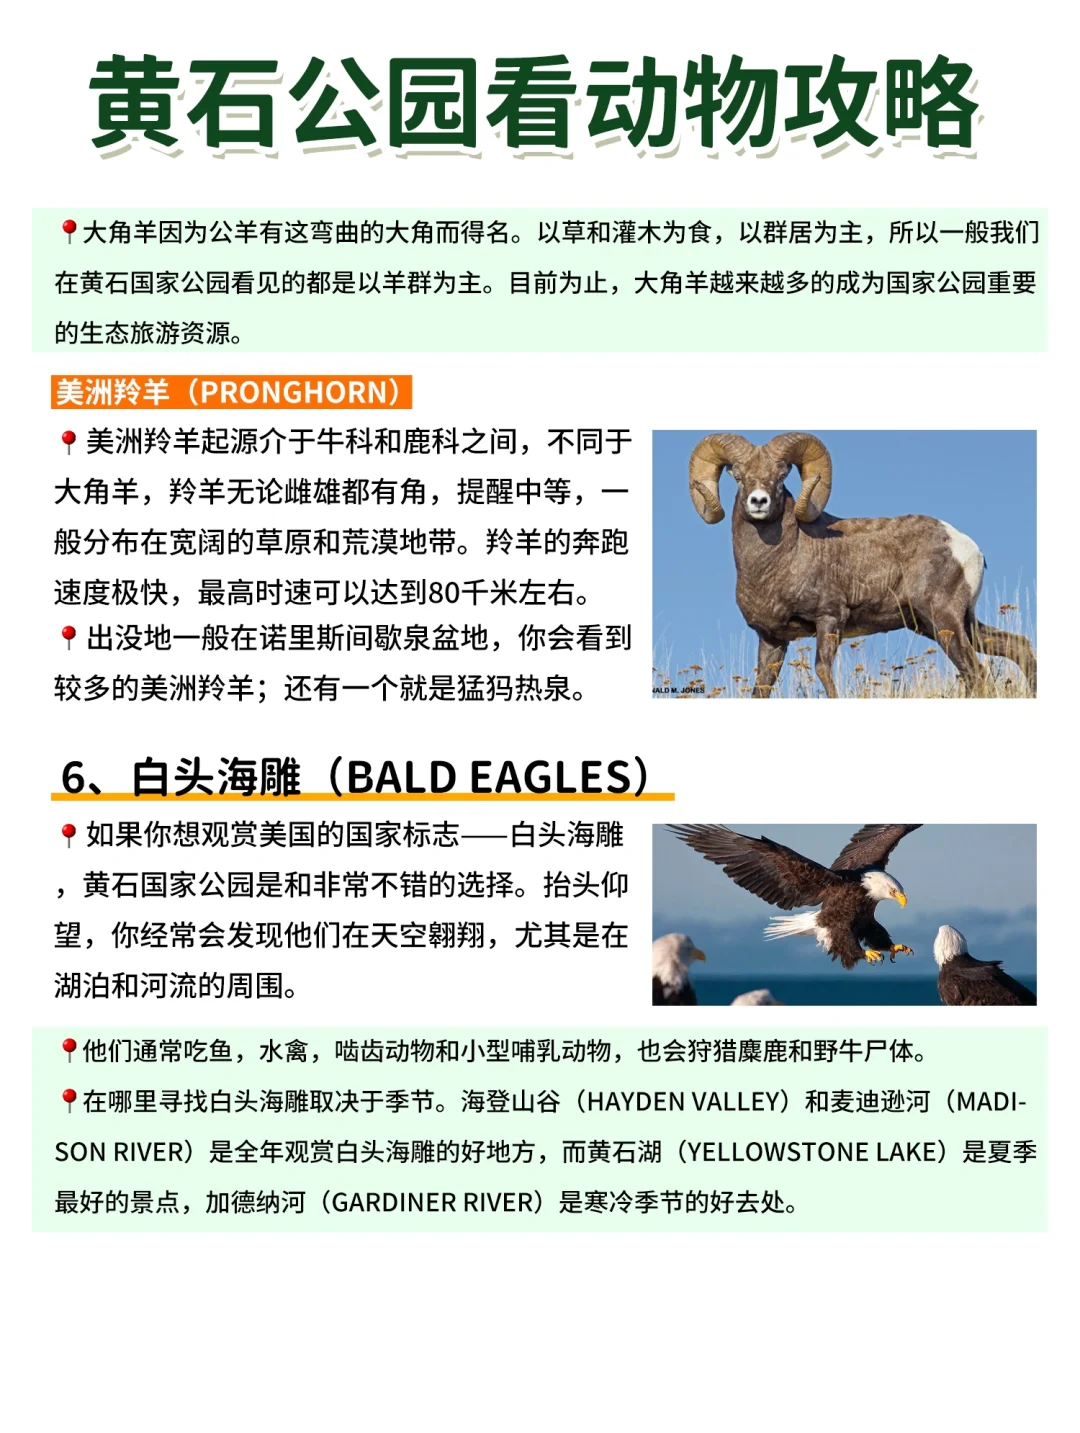 黄石公园看动物攻略
大角羊因为公羊有这弯曲的大角而得名。以草和灌木为食，以群居为主，所以一般我们
在黄石国家公园看见的都是以羊群为主。目前为止，大角羊越来越多的成为国家公园重要
的生态旅游资源。
美洲羚羊（PRONGHORN）
美洲羚羊起源介于牛科和鹿科之间，不同于
大角羊，羚羊无论雌雄都有角，提醒中等，一
般分布在宽阔的草原和荒漠地带。羚羊的奔跑
速度极快，最高时速可以达到80千米左右。
出没地一般在诺里斯间歇泉盆地，你会看到
较多的美洲羚羊；还有一个就是猛犸热泉。
NALD M. JONES
6、白头海雕（BALD EAGLES）
如果你想观赏美国的国家标志——白头海雕
，黄石国家公园是和非常不错的选择。抬头仰
望，你经常会发现他们在天空翱翔，尤其是在
湖泊和河流的周围。
他们通常吃鱼，水禽，啮齿动物和小型哺乳动物，也会狩猎麋鹿和野牛尸体。
在哪里寻找白头海雕取决于季节。海登山谷（HAYDEN VALLEY）和麦迪逊河（MADI-
SON RIVER）是全年观赏白头海雕的好地方，而黄石湖（YELLOWSTONE LAKE）是夏季
最好的景点，加德纳河（GARDINER RIVER）是寒冷季节的好去处。